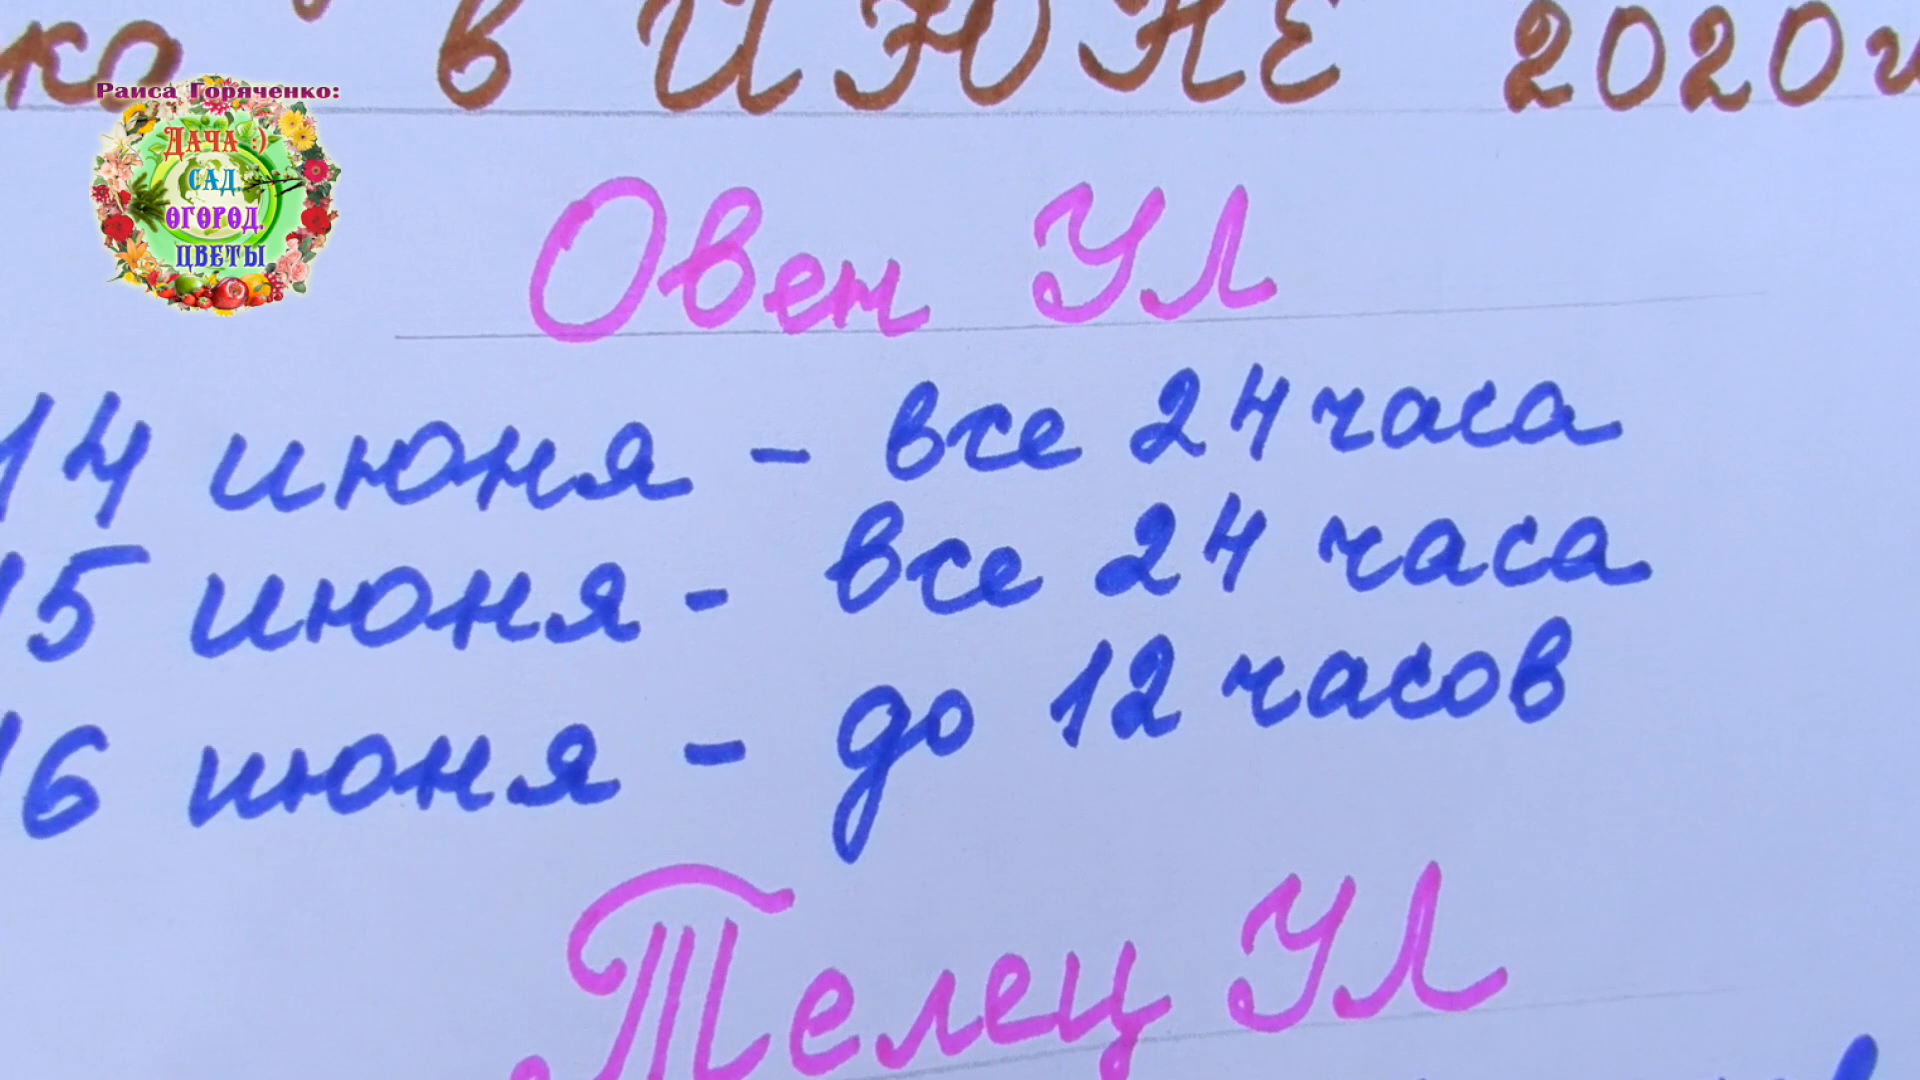 в ИЮНЕ 2020
Раиса Горяченко:
Дача :)
САД.
ОГОРОД.
ЦВЕТЫ
Овен УЛ
14 июня - все 24 часа
15 июня - все 24 часа
16 июня - до 12 часов
Телец УЛ